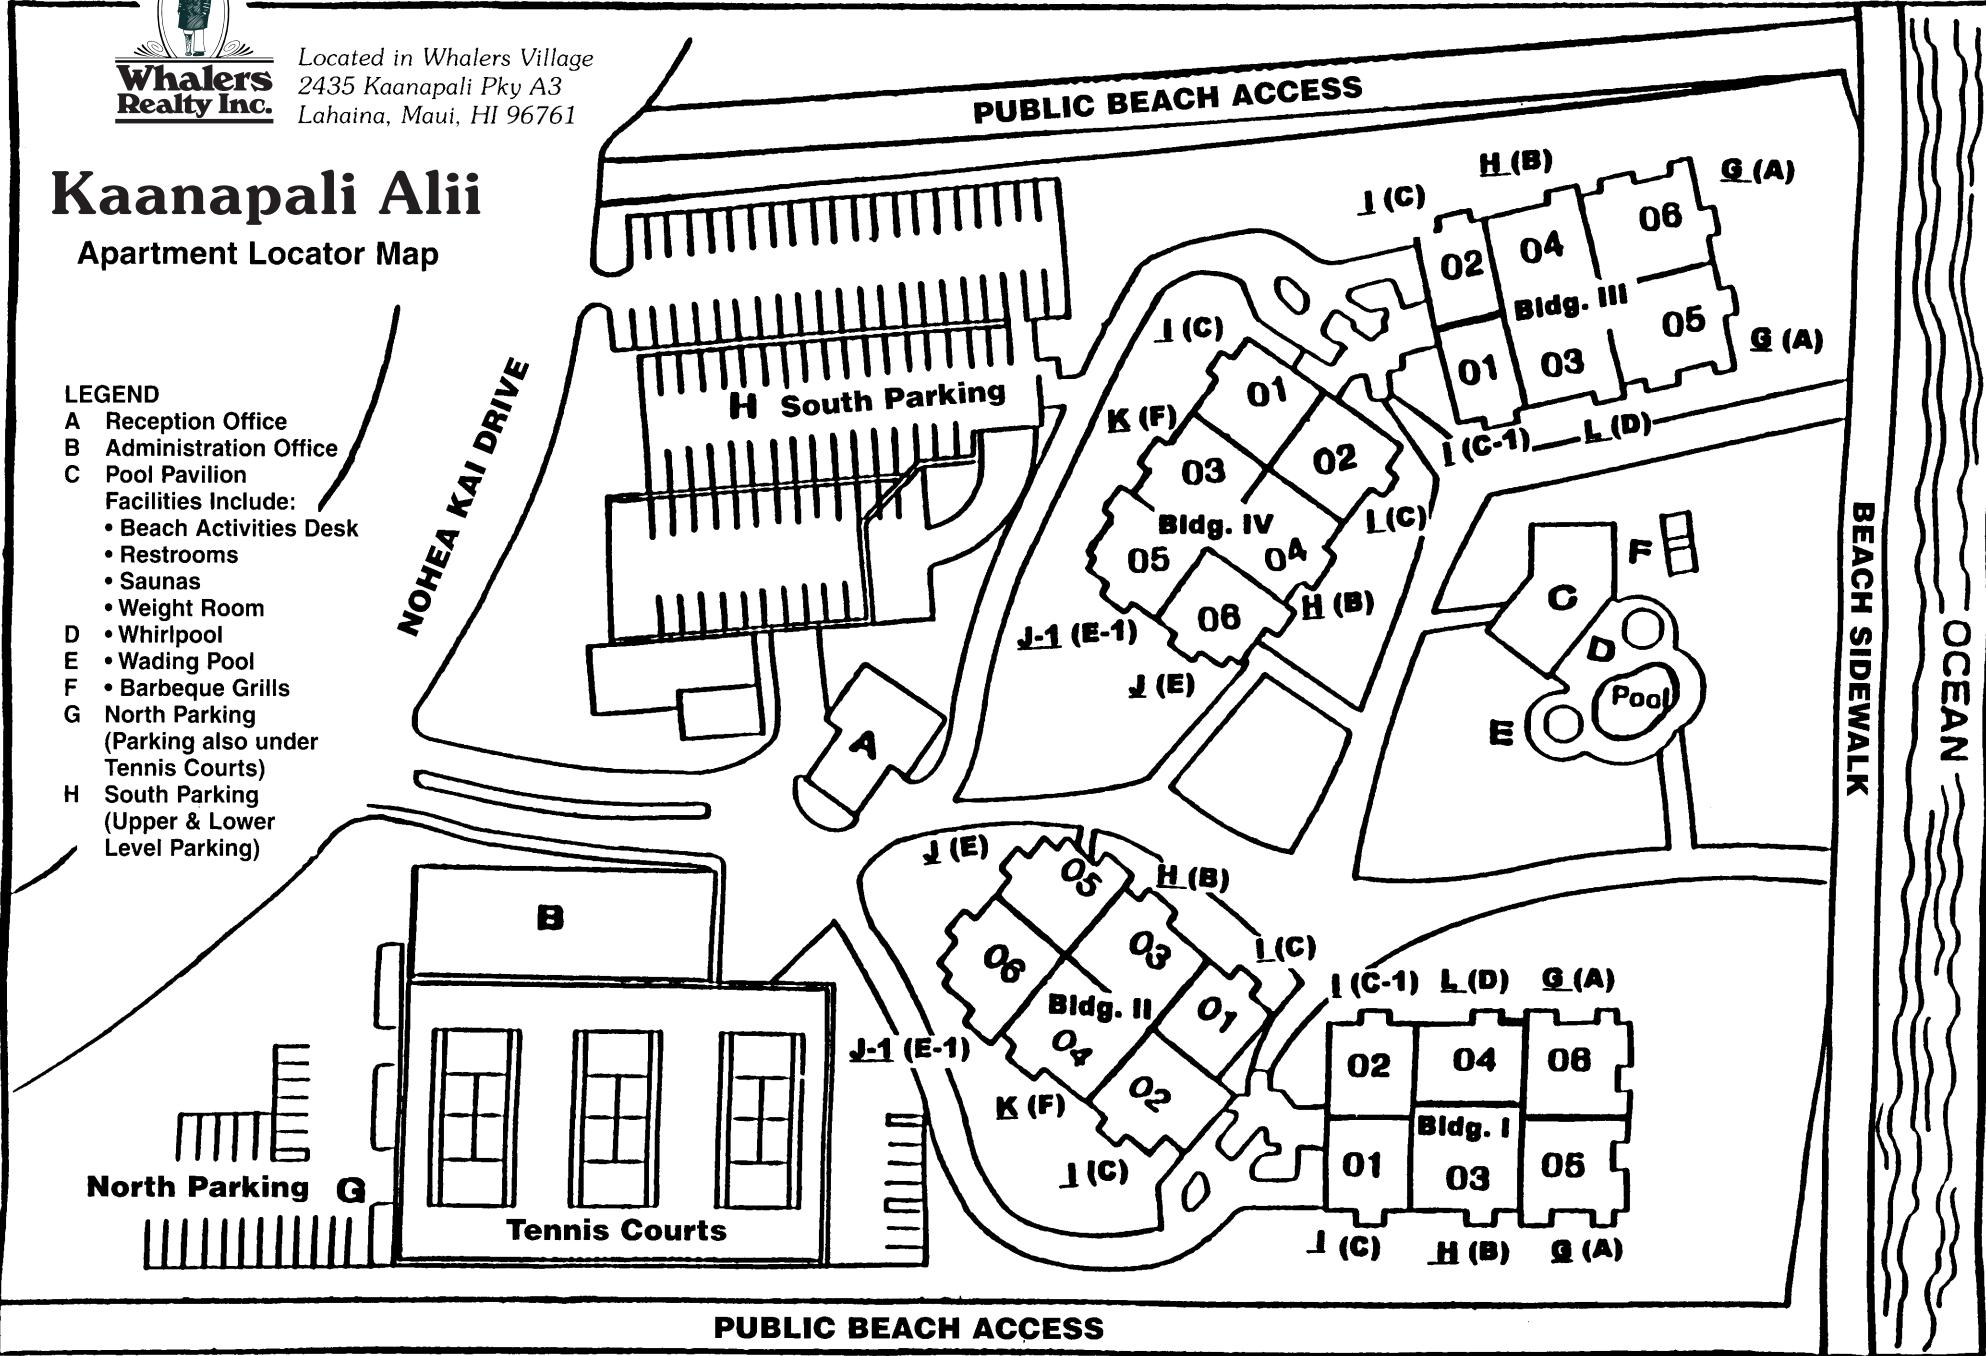 Whalers
Realty Inc.
Located in Whalers Village
2435 Kaanapali Pky A3
Lahaina, Maui, HI 96761
Kaanapali Alii
Apartment Locator Map
LEGEND
A Reception Office
B Administration Office
C Pool Pavilion
Facilities Include:
• Beach Activities Desk
• Restrooms
• Saunas
• Weight Room
D • Whirlpool
E • Wading Pool
F • Barbeque Grills
G North Parking
(Parking also under
Tennis Courts)
H South Parking
(Upper & Lower
Level Parking)
NOHEA KAI DRIVE
PUBLIC BEACH ACCESS
H South Parking
I (C)
H (B)
G (A)
02
04
06
Bldg. III
01
03
05
G (A)
I (C-1)
L (D)
I (C)
K (F)
01
02
03
Bldg. IV
I (C)
05
04
06
H (B)
J-1 (E-1)
J (E)
F
C
D
Pool
E
A
B
J (E)
05
H (B)
06
03
I (C)
Bldg. II
01
04
02
J-1 (E-1)
K (F)
I (C)
I (C-1)
L (D)
G (A)
02
04
06
Bldg. I
01
03
05
I (C)
H (B)
G (A)
North Parking G
Tennis Courts
PUBLIC BEACH ACCESS
BEACH SIDEWALK
OCEAN